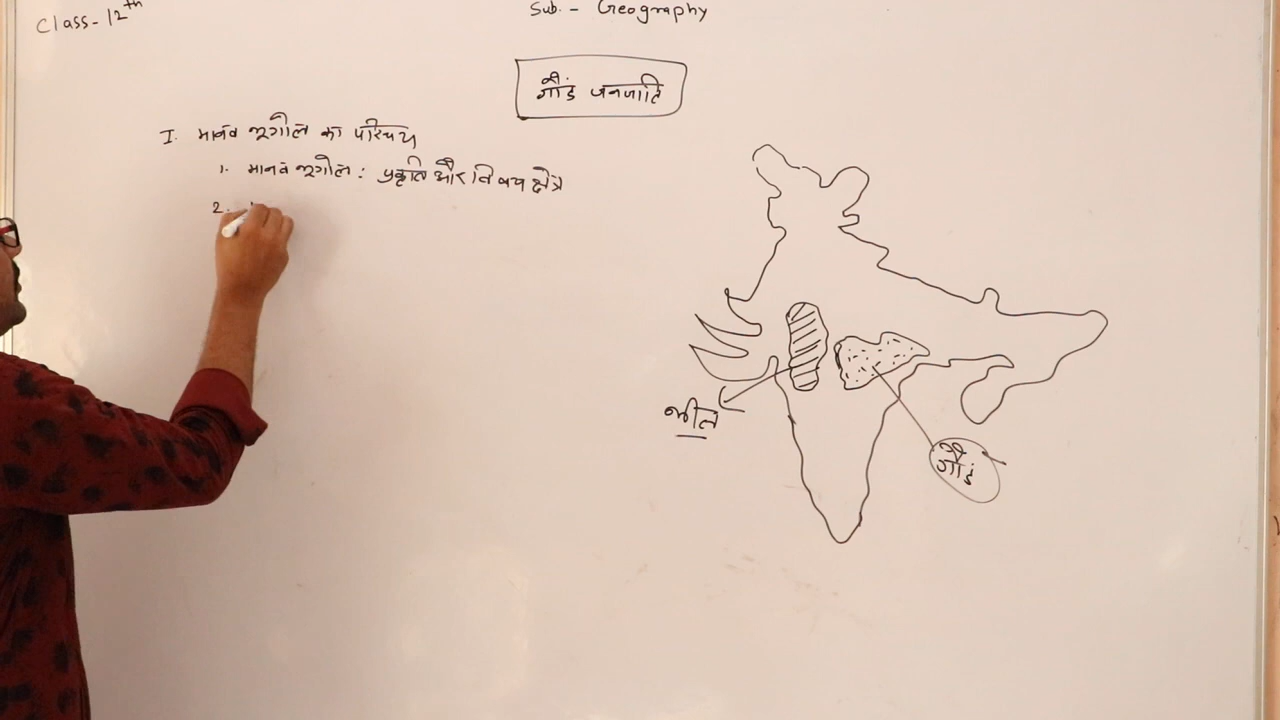 Class-12th
Sub. - Geography
गौंड जनजाति
I. मानव भूगोल का परिचय
1. मानव भूगोल : प्रकृति और विषय क्षेत्र
2.
भील
गौंड